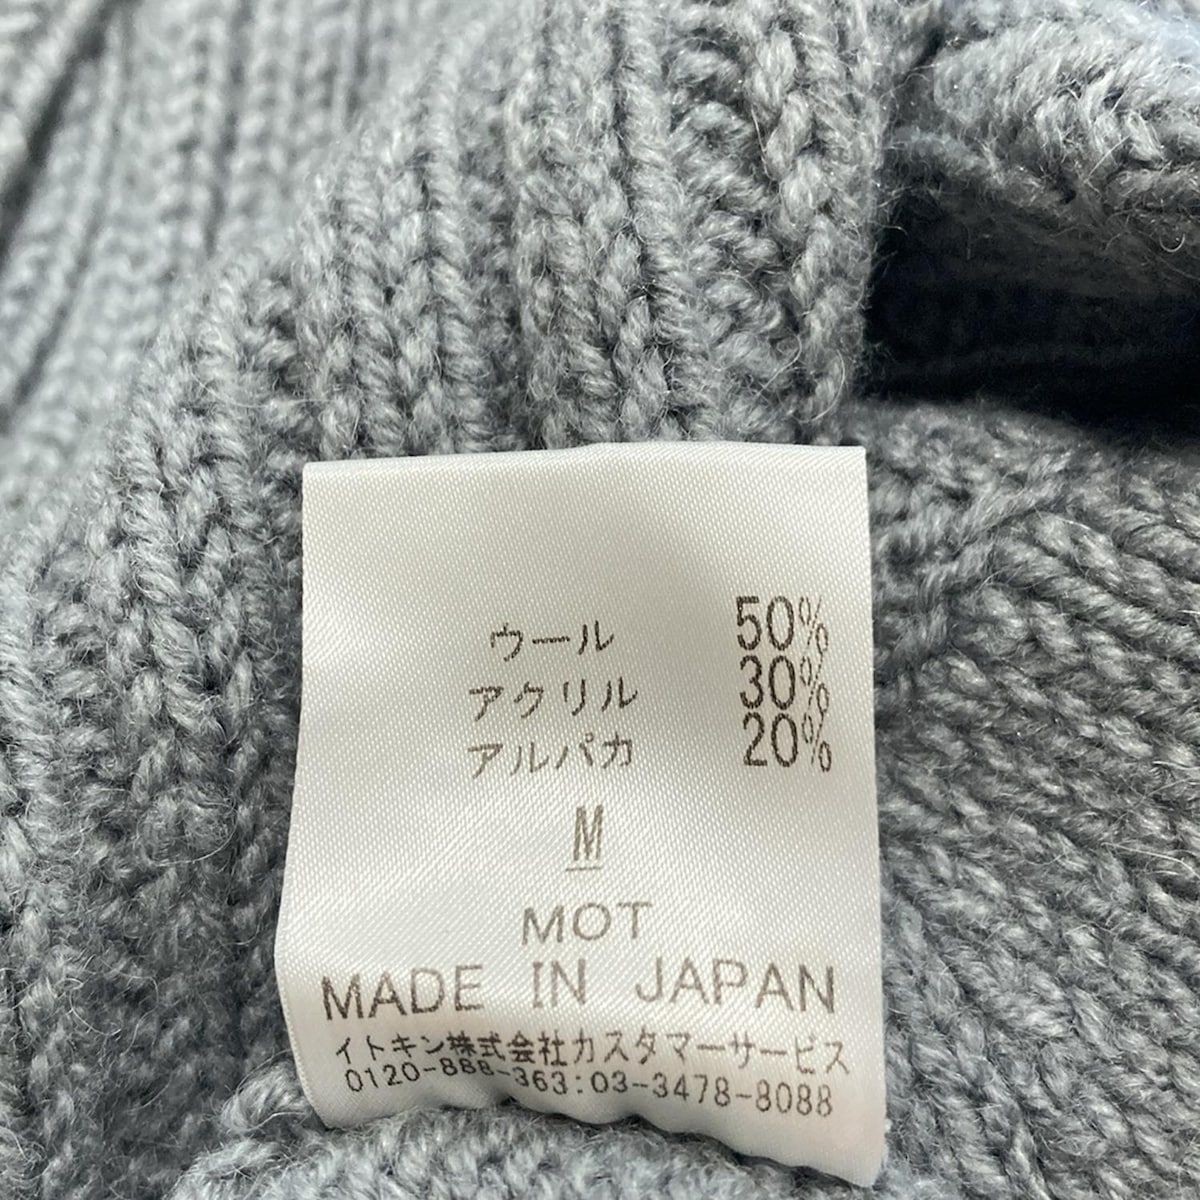 ウール 50%
アクリル 30%
アルパカ 20%
M
MOT
MADE IN JAPAN
イトキン株式会社カスタマーサービス
0120-888-363:03-3478-8088